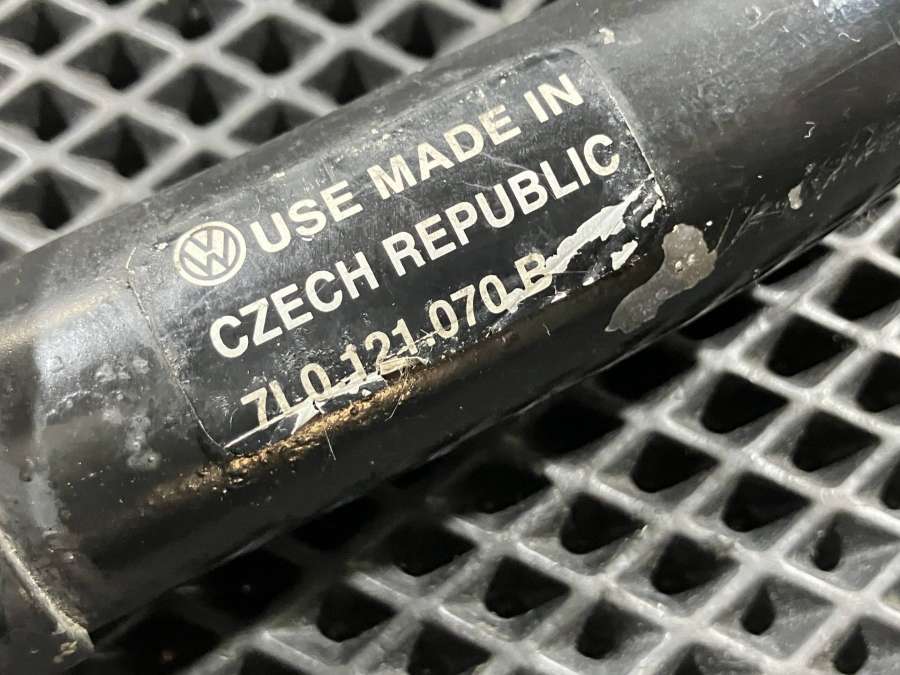 USE MADE IN
CZECH REPUBLIC
7L0 121 070 B